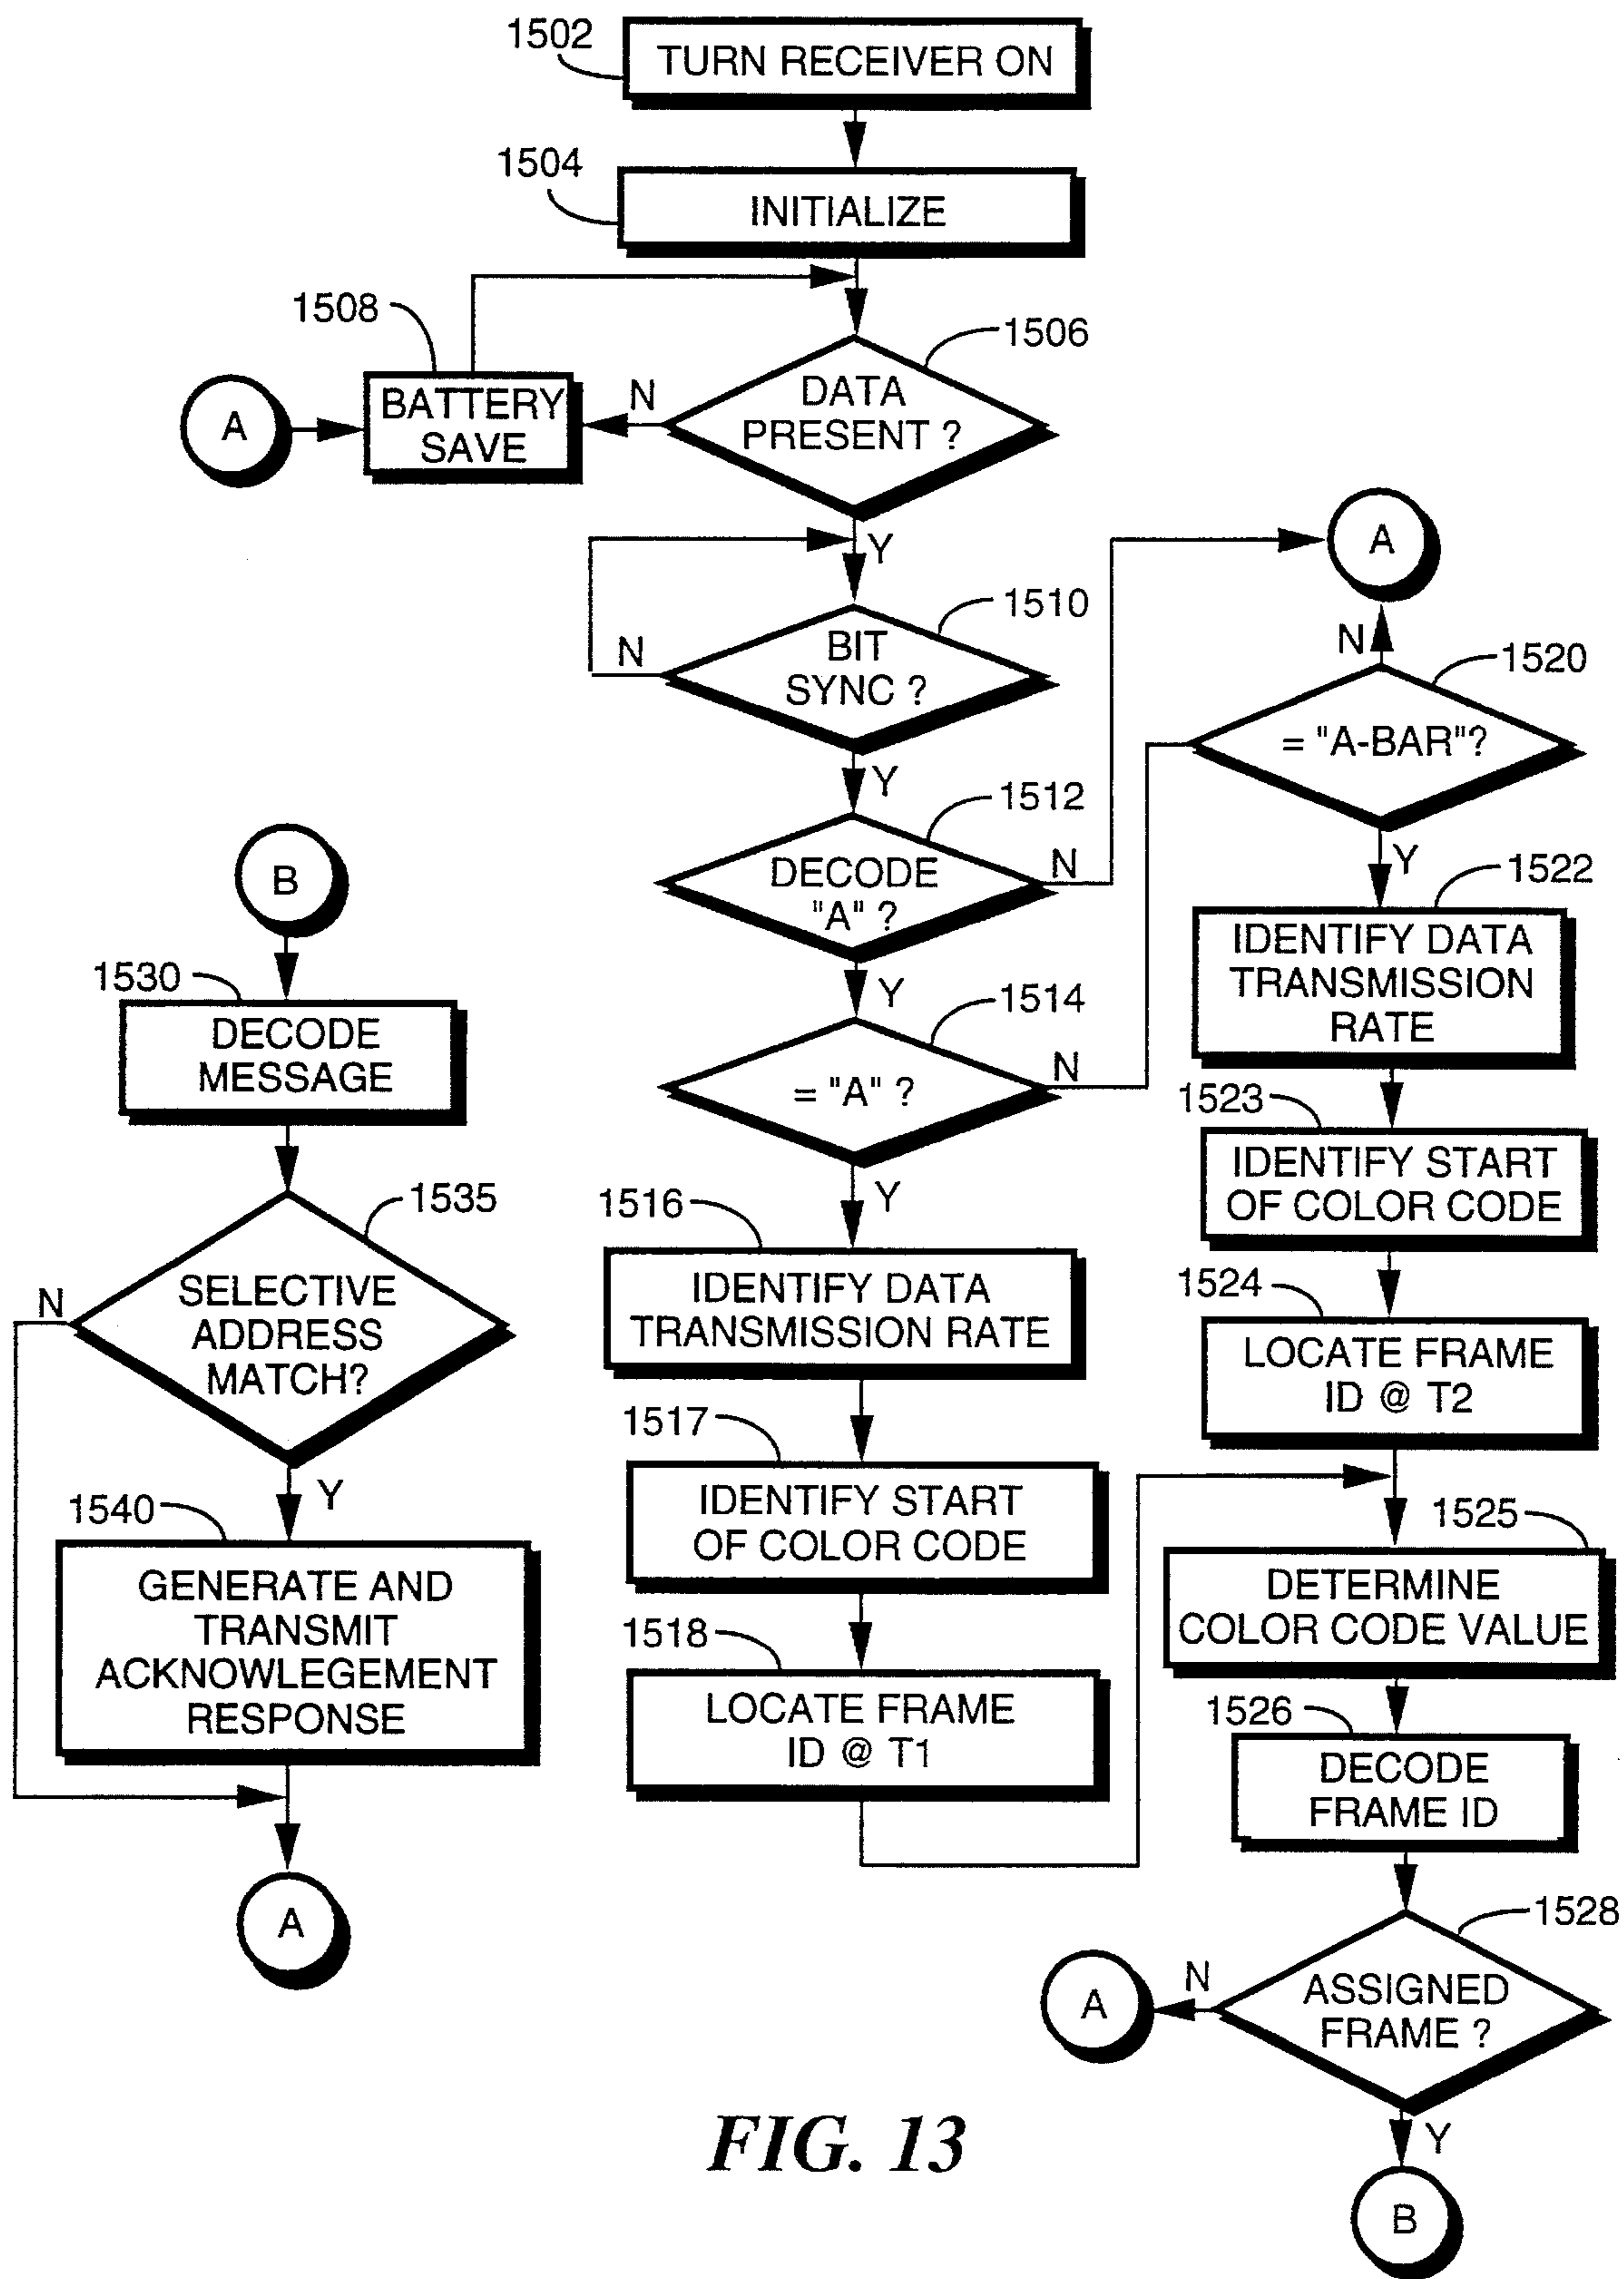 1502
TURN RECEIVER ON
1504
INITIALIZE
1508
1506
A
BATTERY
SAVE
N
DATA
PRESENT ?
Y
A
1510
N
BIT
SYNC ?
N
1520
= "A-BAR"?
Y
1512
DECODE
"A" ?
N
Y
1522
IDENTIFY DATA
TRANSMISSION
RATE
Y
1514
= "A" ?
N
1523
IDENTIFY START
OF COLOR CODE
Y
1516
IDENTIFY DATA
TRANSMISSION RATE
1524
LOCATE FRAME
ID @ T2
1517
IDENTIFY START
OF COLOR CODE
1518
LOCATE FRAME
ID @ T1
1525
DETERMINE
COLOR CODE VALUE
1526
DECODE
FRAME ID
1528
ASSIGNED
FRAME ?
N
A
Y
B
B
1530
DECODE
MESSAGE
1535
SELECTIVE
ADDRESS
MATCH?
N
Y
1540
GENERATE AND
TRANSMIT
ACKNOWLEGEMENT
RESPONSE
A
FIG. 13